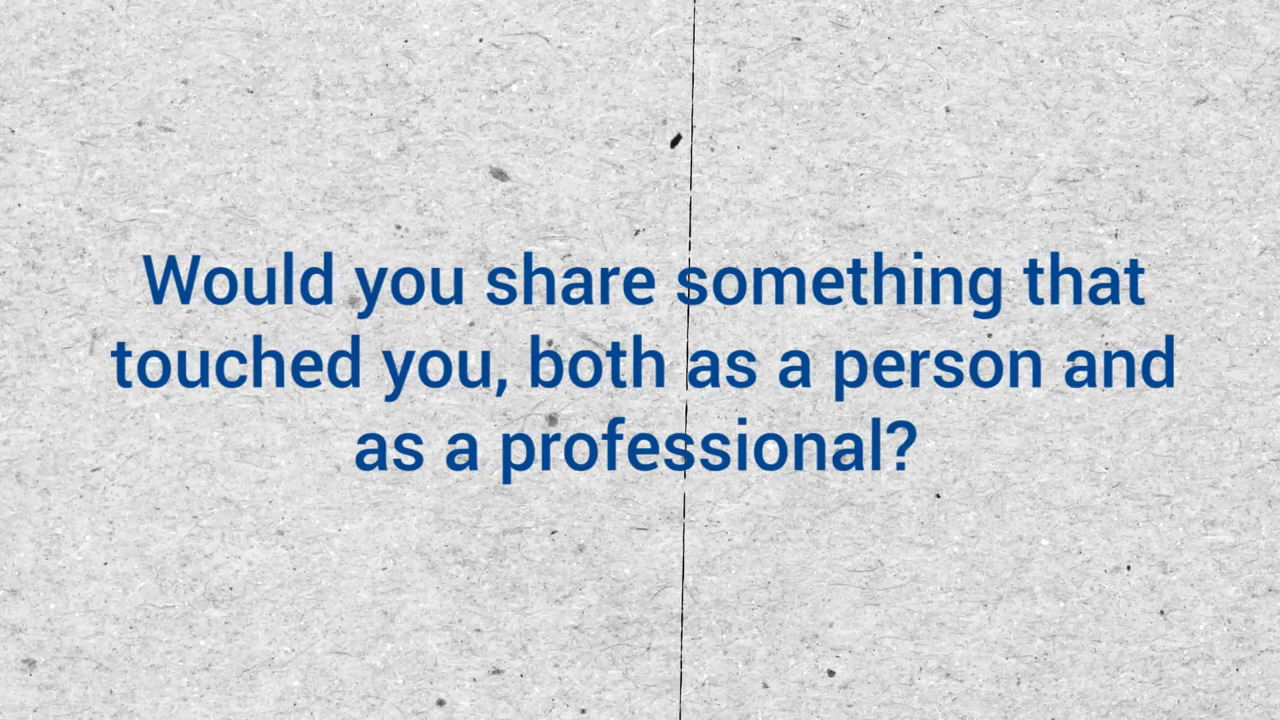 Would you share something that
touched you, both as a person and
as a professional?